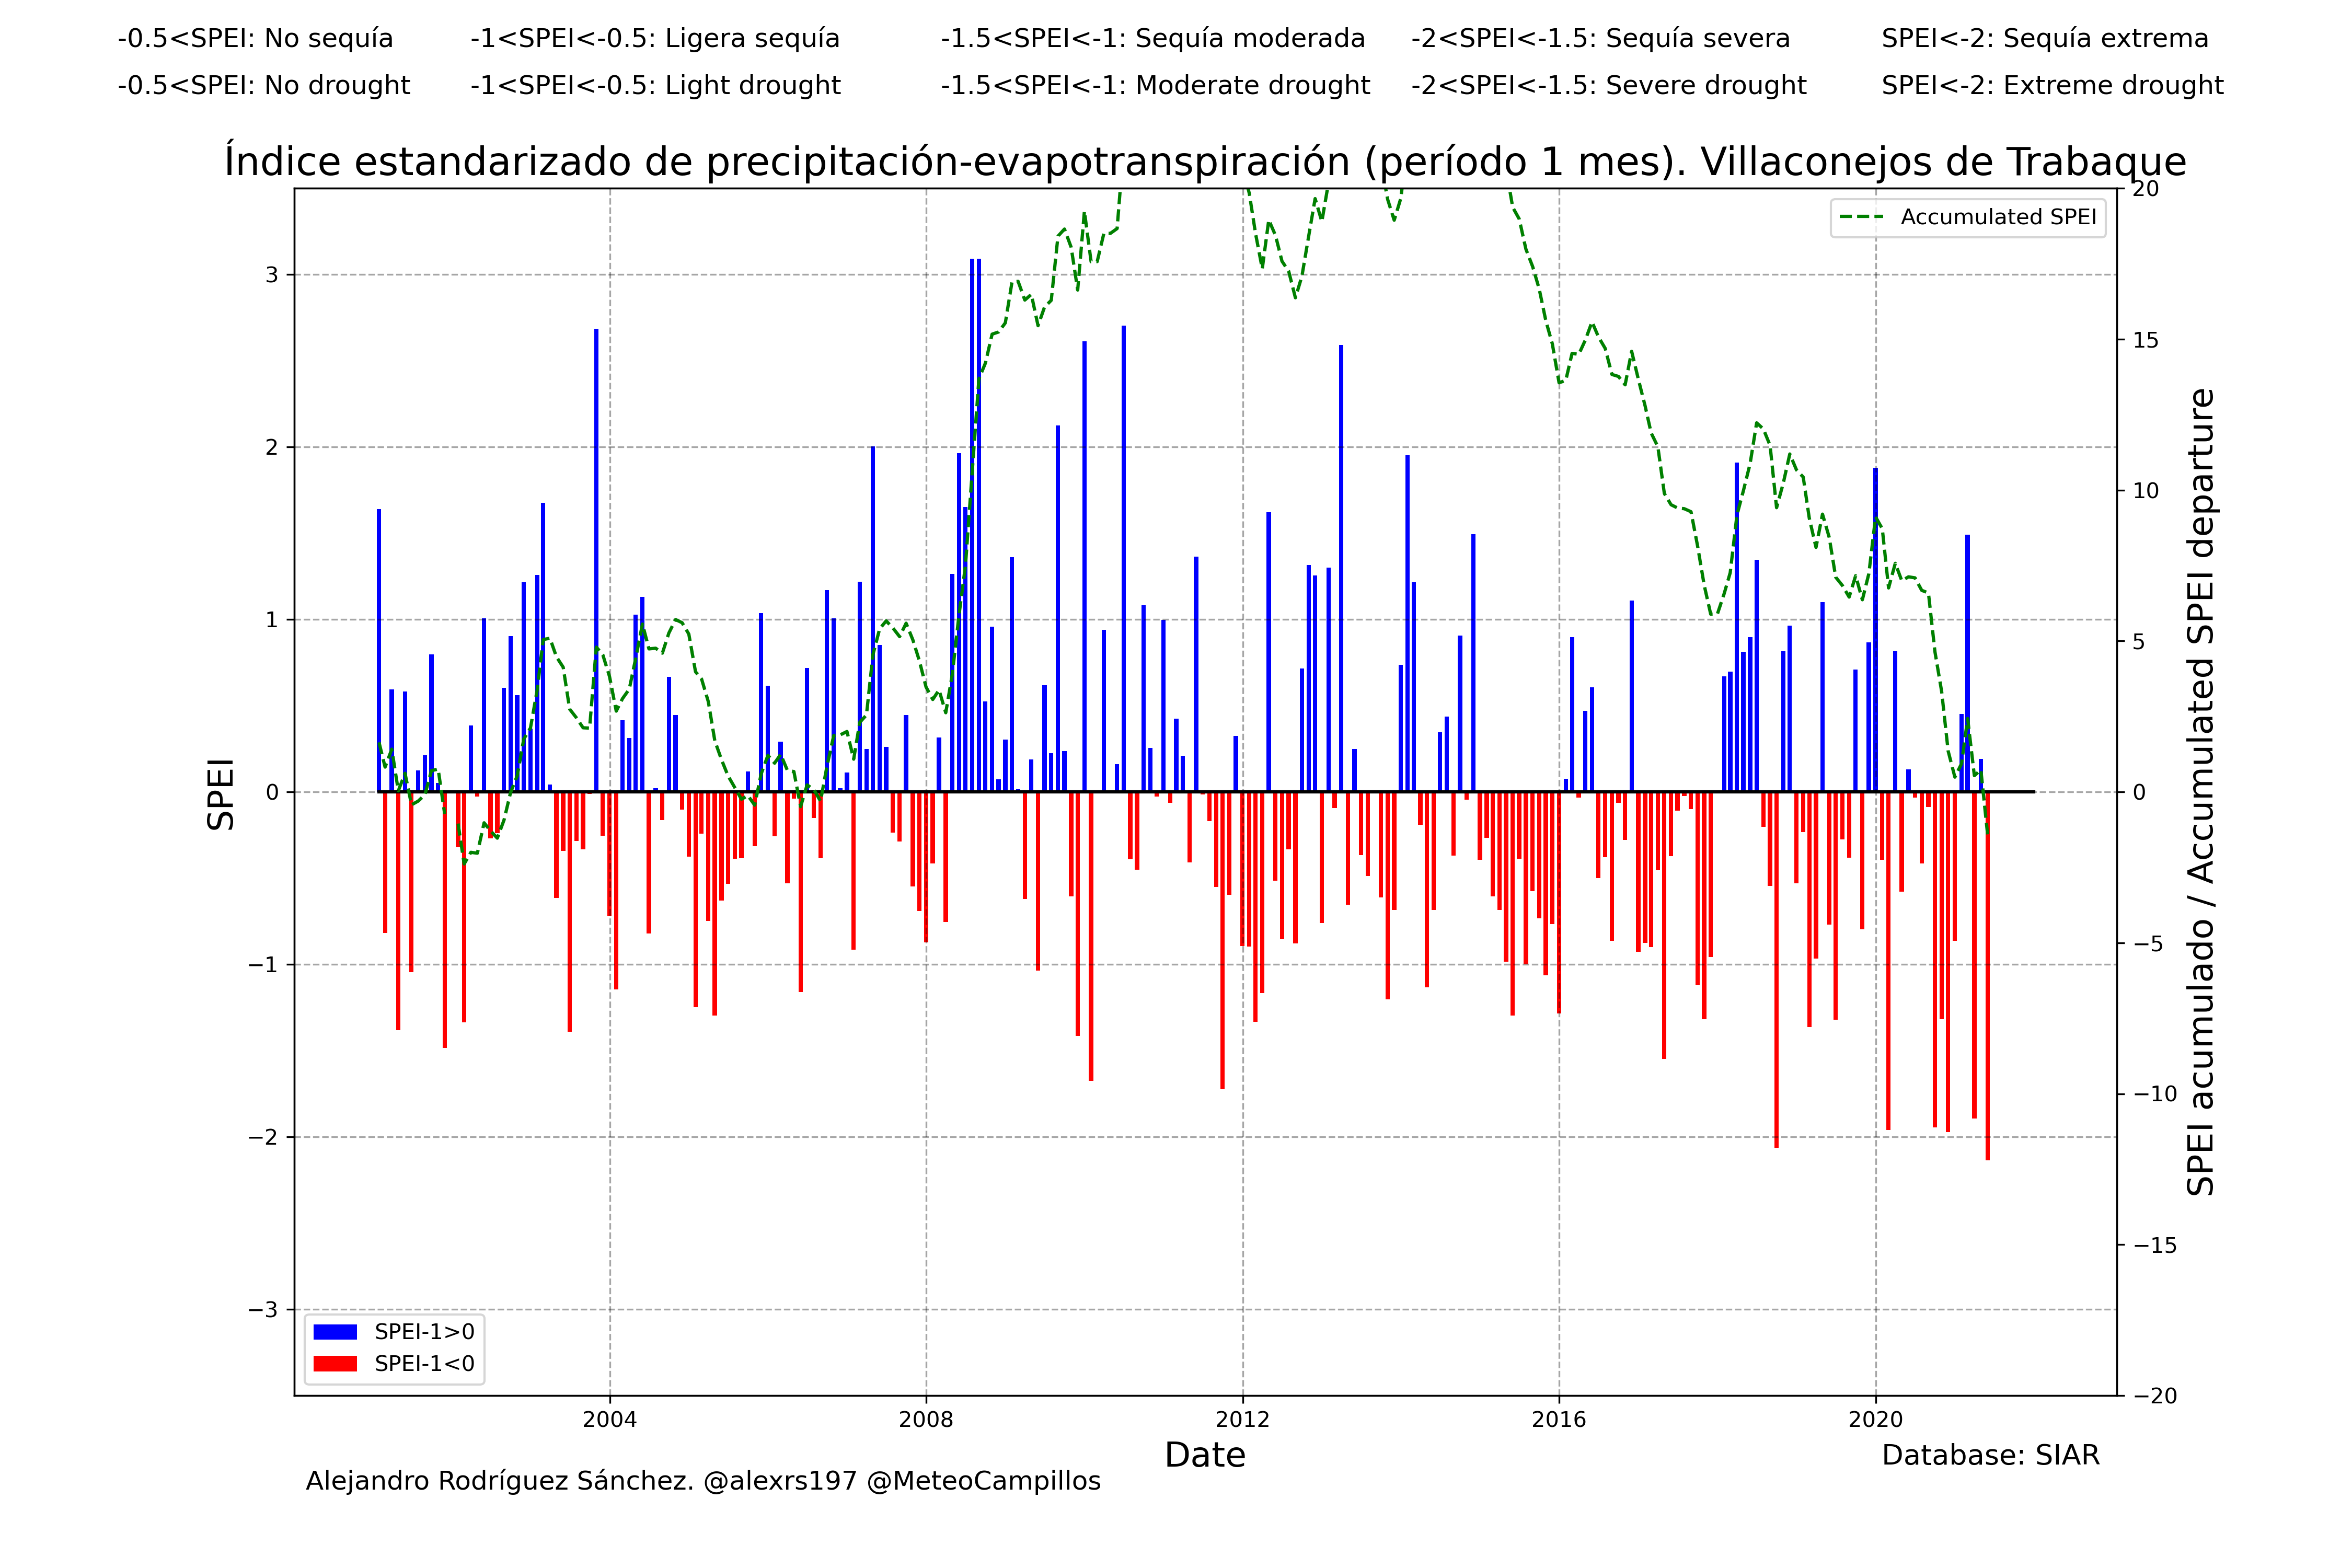 -0.5<SPEI: No sequía -1<SPEI<-0.5: Ligera sequía -1.5<SPEI<-1: Sequía moderada -2<SPEI<-1.5: Sequía severa SPEI<-2: Sequía extrema
-0.5<SPEI: No drought -1<SPEI<-0.5: Light drought -1.5<SPEI<-1: Moderate drought -2<SPEI<-1.5: Severe drought SPEI<-2: Extreme drought
Índice estandarizado de precipitación-evapotranspiración (período 1 mes). Villaconejos de Trabaque
Accumulated SPEI
SPEI
3
2
1
0
−1
−2
−3
20
15
10
5
0
−5
−10
−15
−20
SPEI acumulado / Accumulated SPEI departure
SPEI-1>0
SPEI-1<0
2004 2008 2012 2016 2020
Date
Database: SIAR
Alejandro Rodríguez Sánchez. @alexrs197 @MeteoCampillos